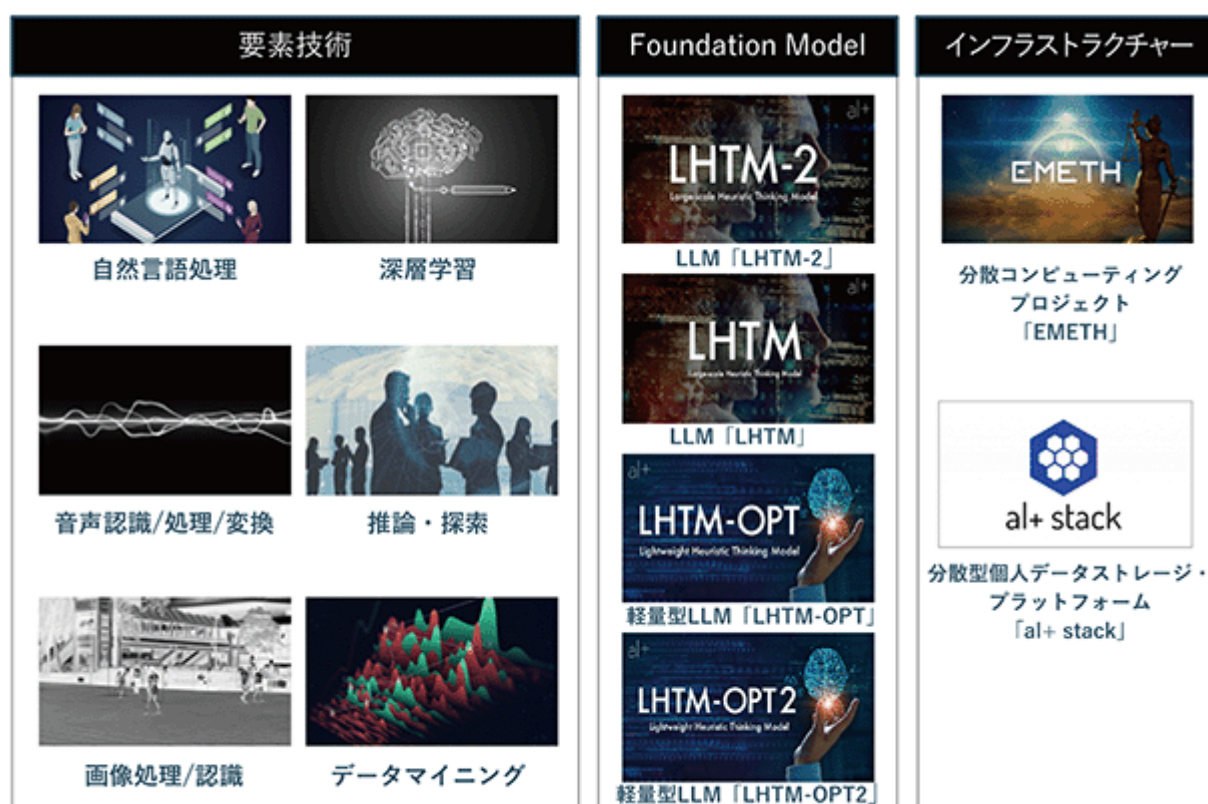 要素技術
自然言語処理
深層学習
音声認識/処理/変換
推論・探索
画像処理/認識
データマイニング
Foundation Model
al+
LHTM-2
Large-scale Heuristic Thinking Model
LLM「LHTM-2」
al+
LHTM
Large-scale Heuristic Thinking Model
LLM「LHTM」
al+
LHTM-OPT
Lightweight Heuristic Thinking Model
軽量型LLM「LHTM-OPT」
al+
LHTM-OPT2
Lightweight Heuristic Thinking Model
軽量型LLM「LHTM-OPT2」
インフラストラクチャー
EMETH
分散コンピューティング
プロジェクト
「EMETH」
al+ stack
分散型個人データストレージ・
プラットフォーム
「al+ stack」